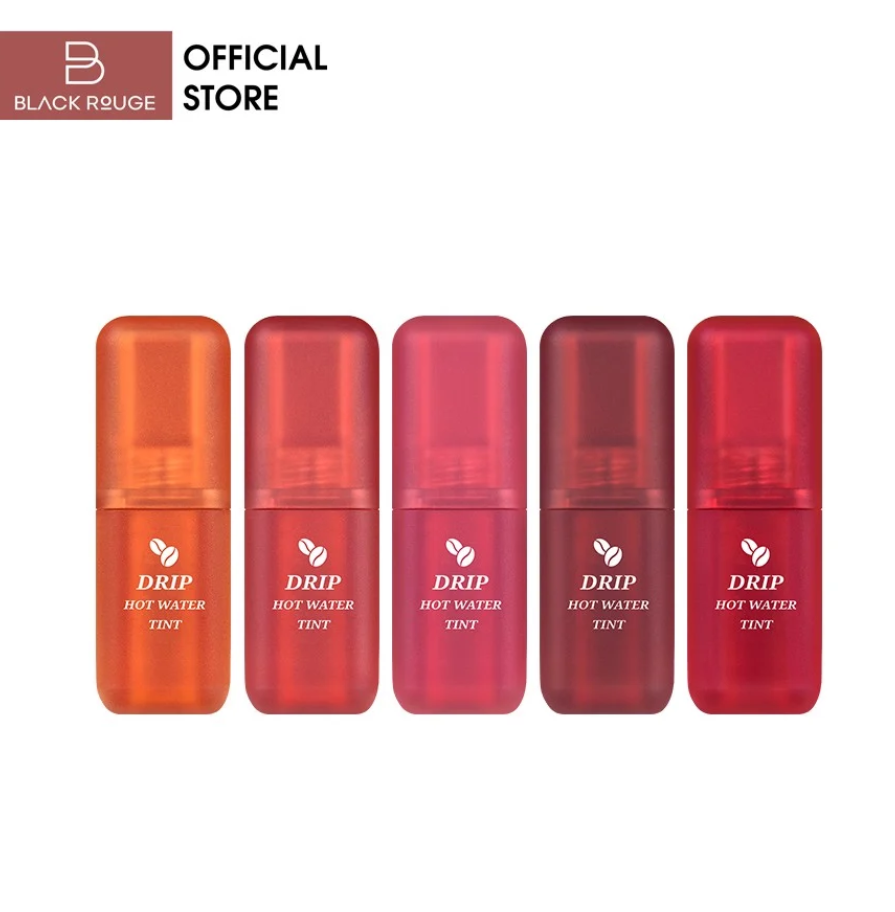 BLACK ROUGE
OFFICIAL
STORE
DRIP
HOT WATER
TINT
DRIP
HOT WATER
TINT
DRIP
HOT WATER
TINT
DRIP
HOT WATER
TINT
DRIP
HOT WATER
TINT